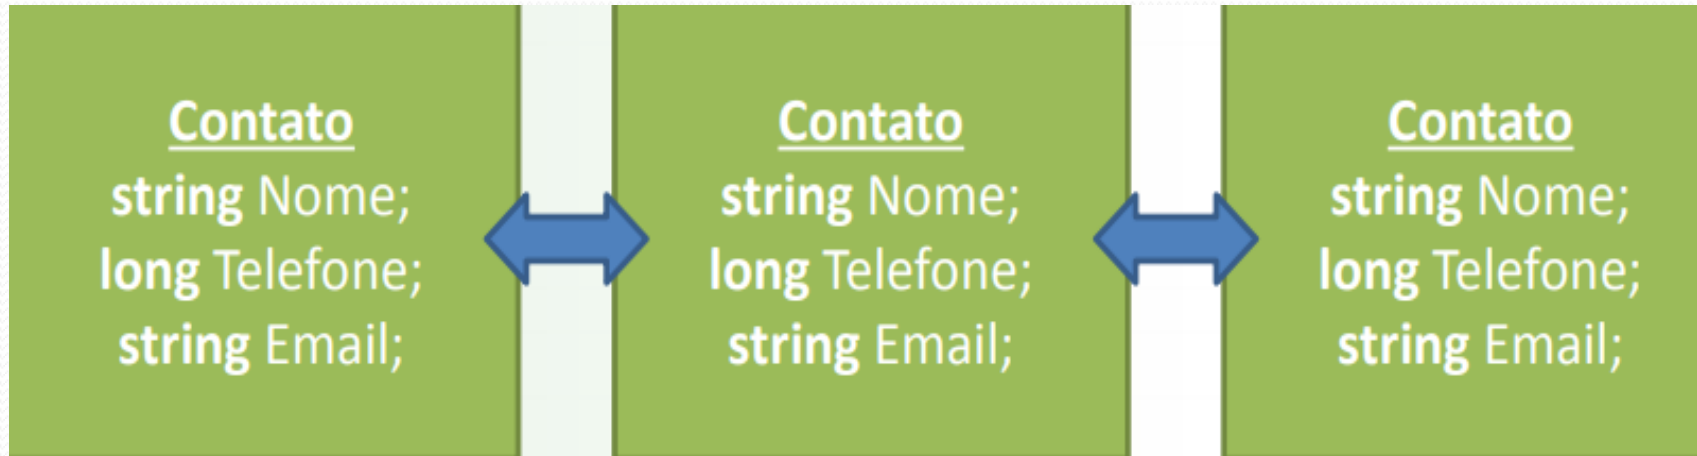 Contato
string Nome;
long Telefone;
string Email;
Contato
string Nome;
long Telefone;
string Email;
Contato
string Nome;
long Telefone;
string Email;